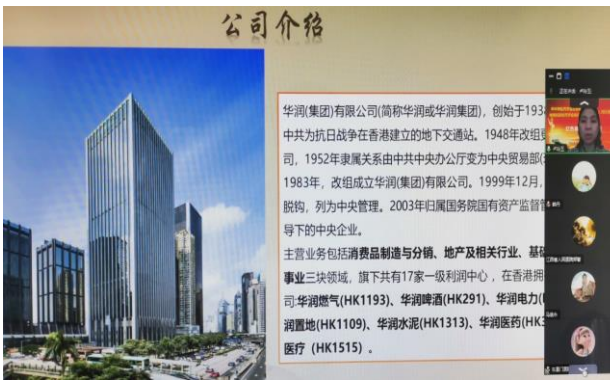 公司介绍
华润(集团)有限公司(简称华润或华润集团)，创始于193
中共为抗日战争在香港建立的地下交通站。1948年改组
司，1952年隶属关系由中共中央办公厅变为中央贸易部(
1983年，改组成立华润(集团)有限公司。1999年12月，
脱钩，列为中央管理。2003年归属国务院国有资产监督管
导下的中央企业。
主营业务包括消费品制造与分销、地产及相关行业、基础
事业三块领域，旗下共有17家一级利润中心，在香港拥
司:华润燃气(HK1193)、华润啤酒(HK291)、华润电力(
润置地(HK1109)、华润水泥(HK1313)、华润医药(HK3
医疗（HK1515）。